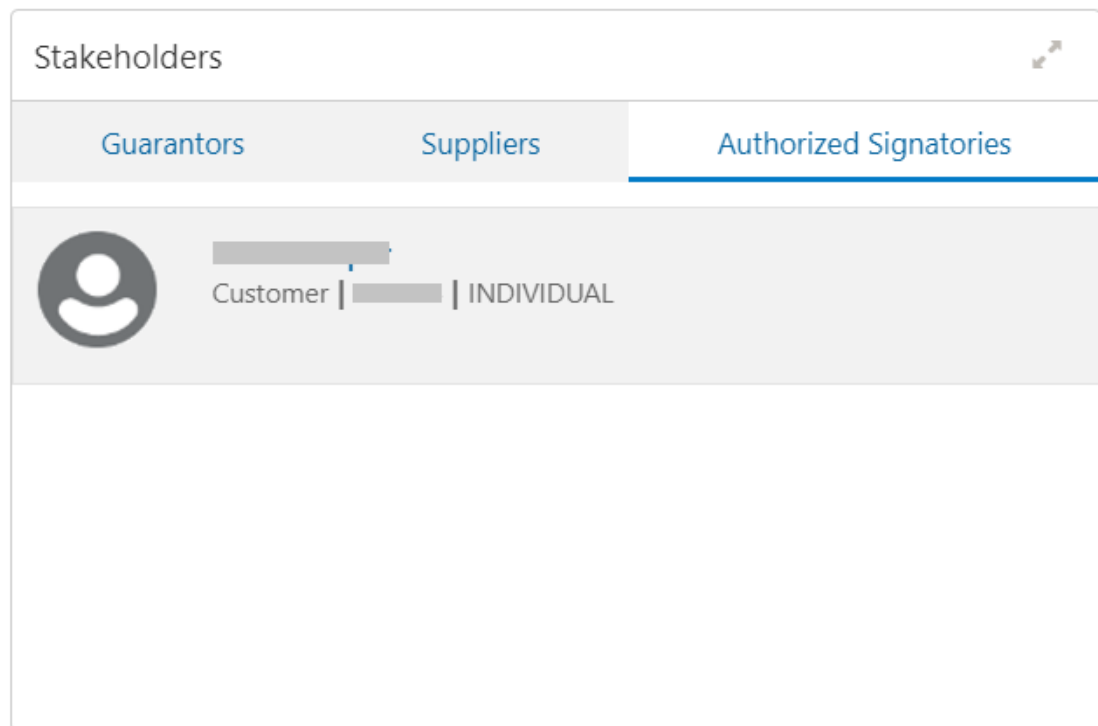 Stakeholders
Guarantors Suppliers Authorized Signatories
Customer | | INDIVIDUAL